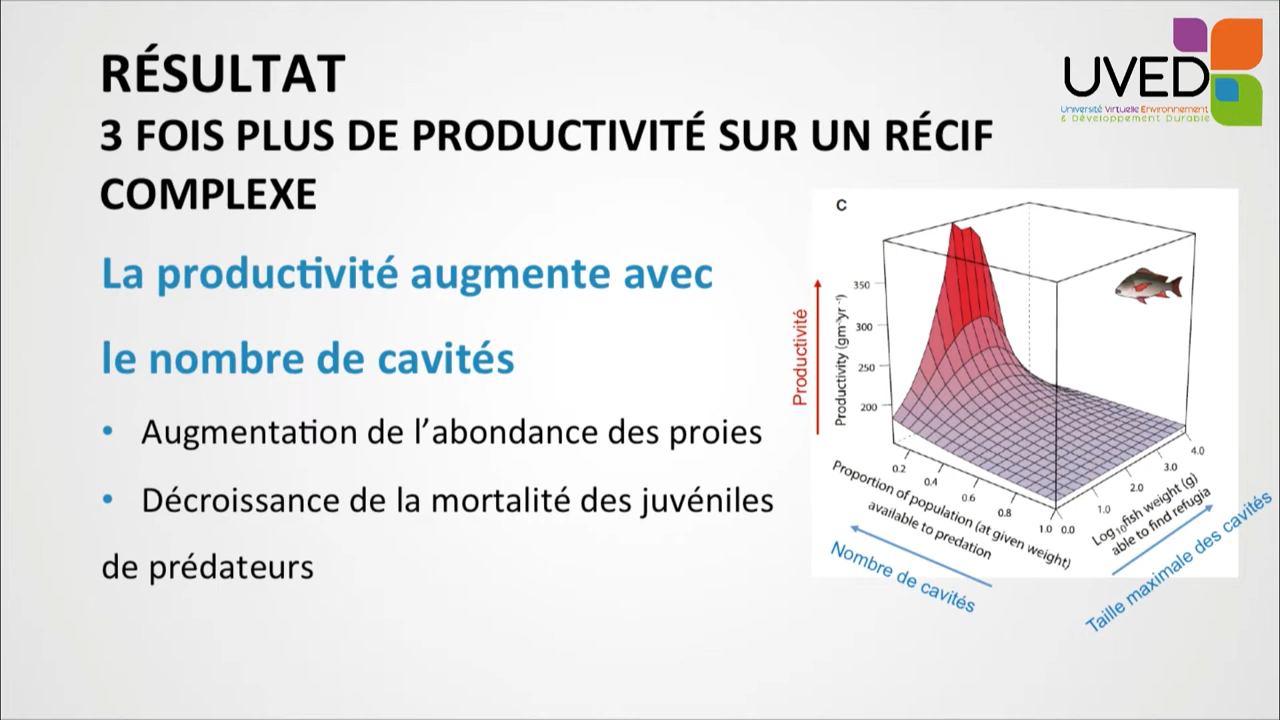 RÉSULTAT
3 FOIS PLUS DE PRODUCTIVITÉ SUR UN RÉCIF
COMPLEXE
UVED
Université Virtuelle Environnement
& Développement Durable
La productivité augmente avec
le nombre de cavités
• Augmentation de l’abondance des proies
• Décroissance de la mortalité des juvéniles
de prédateurs
C
Productivité
Productivity (gm⁻²yr⁻¹)
350
300
250
200
0.2
0.4
0.6
0.8
1.0
0.0
1.0
2.0
3.0
4.0
Proportion of population (at given weight)
available to predation
Log₁₀fish weight (g)
able to find refugia
Nombre de cavités
Taille maximale des cavités